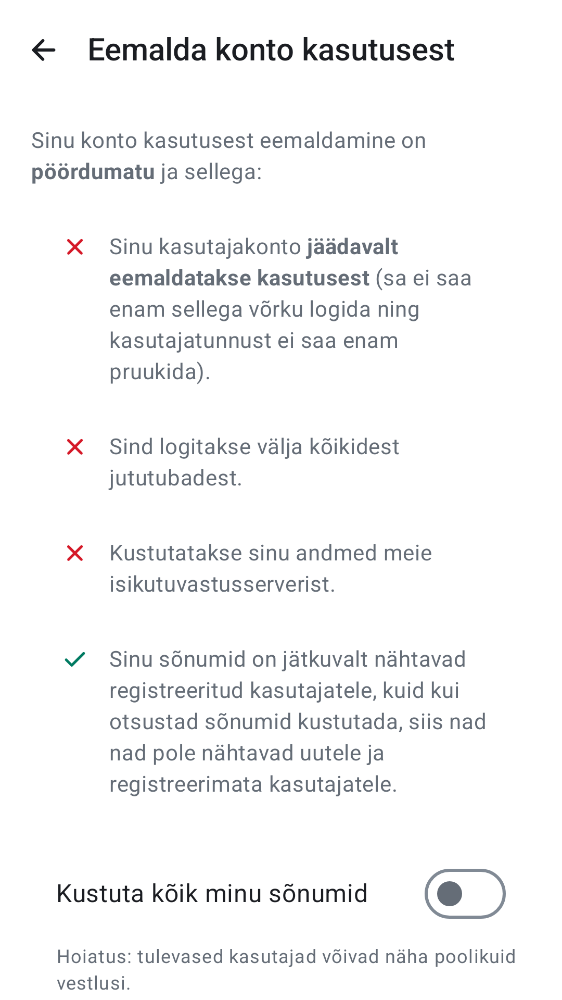 Eemalda konto kasutusest
Sinu konto kasutusest eemaldamine on
pöördumatu ja sellega:
Sinu kasutajakonto jäädavalt
eemaldatakse kasutusest (sa ei saa
enam sellega võrku logida ning
kasutajatunnust ei saa enam
pruukida).
Sind logitakse välja kõikidest
jututubadest.
Kustutatakse sinu andmed meie
isikutuvastusserverist.
Sinu sõnumid on jätkuvalt nähtavad
registreeritud kasutajatele, kuid kui
otsustad sõnumid kustutada, siis nad
nad pole nähtavad uutele ja
registreerimata kasutajatele.
Kustuta kõik minu sõnumid
Hoiatus: tulevased kasutajad võivad näha poolikuid
vestlusi.